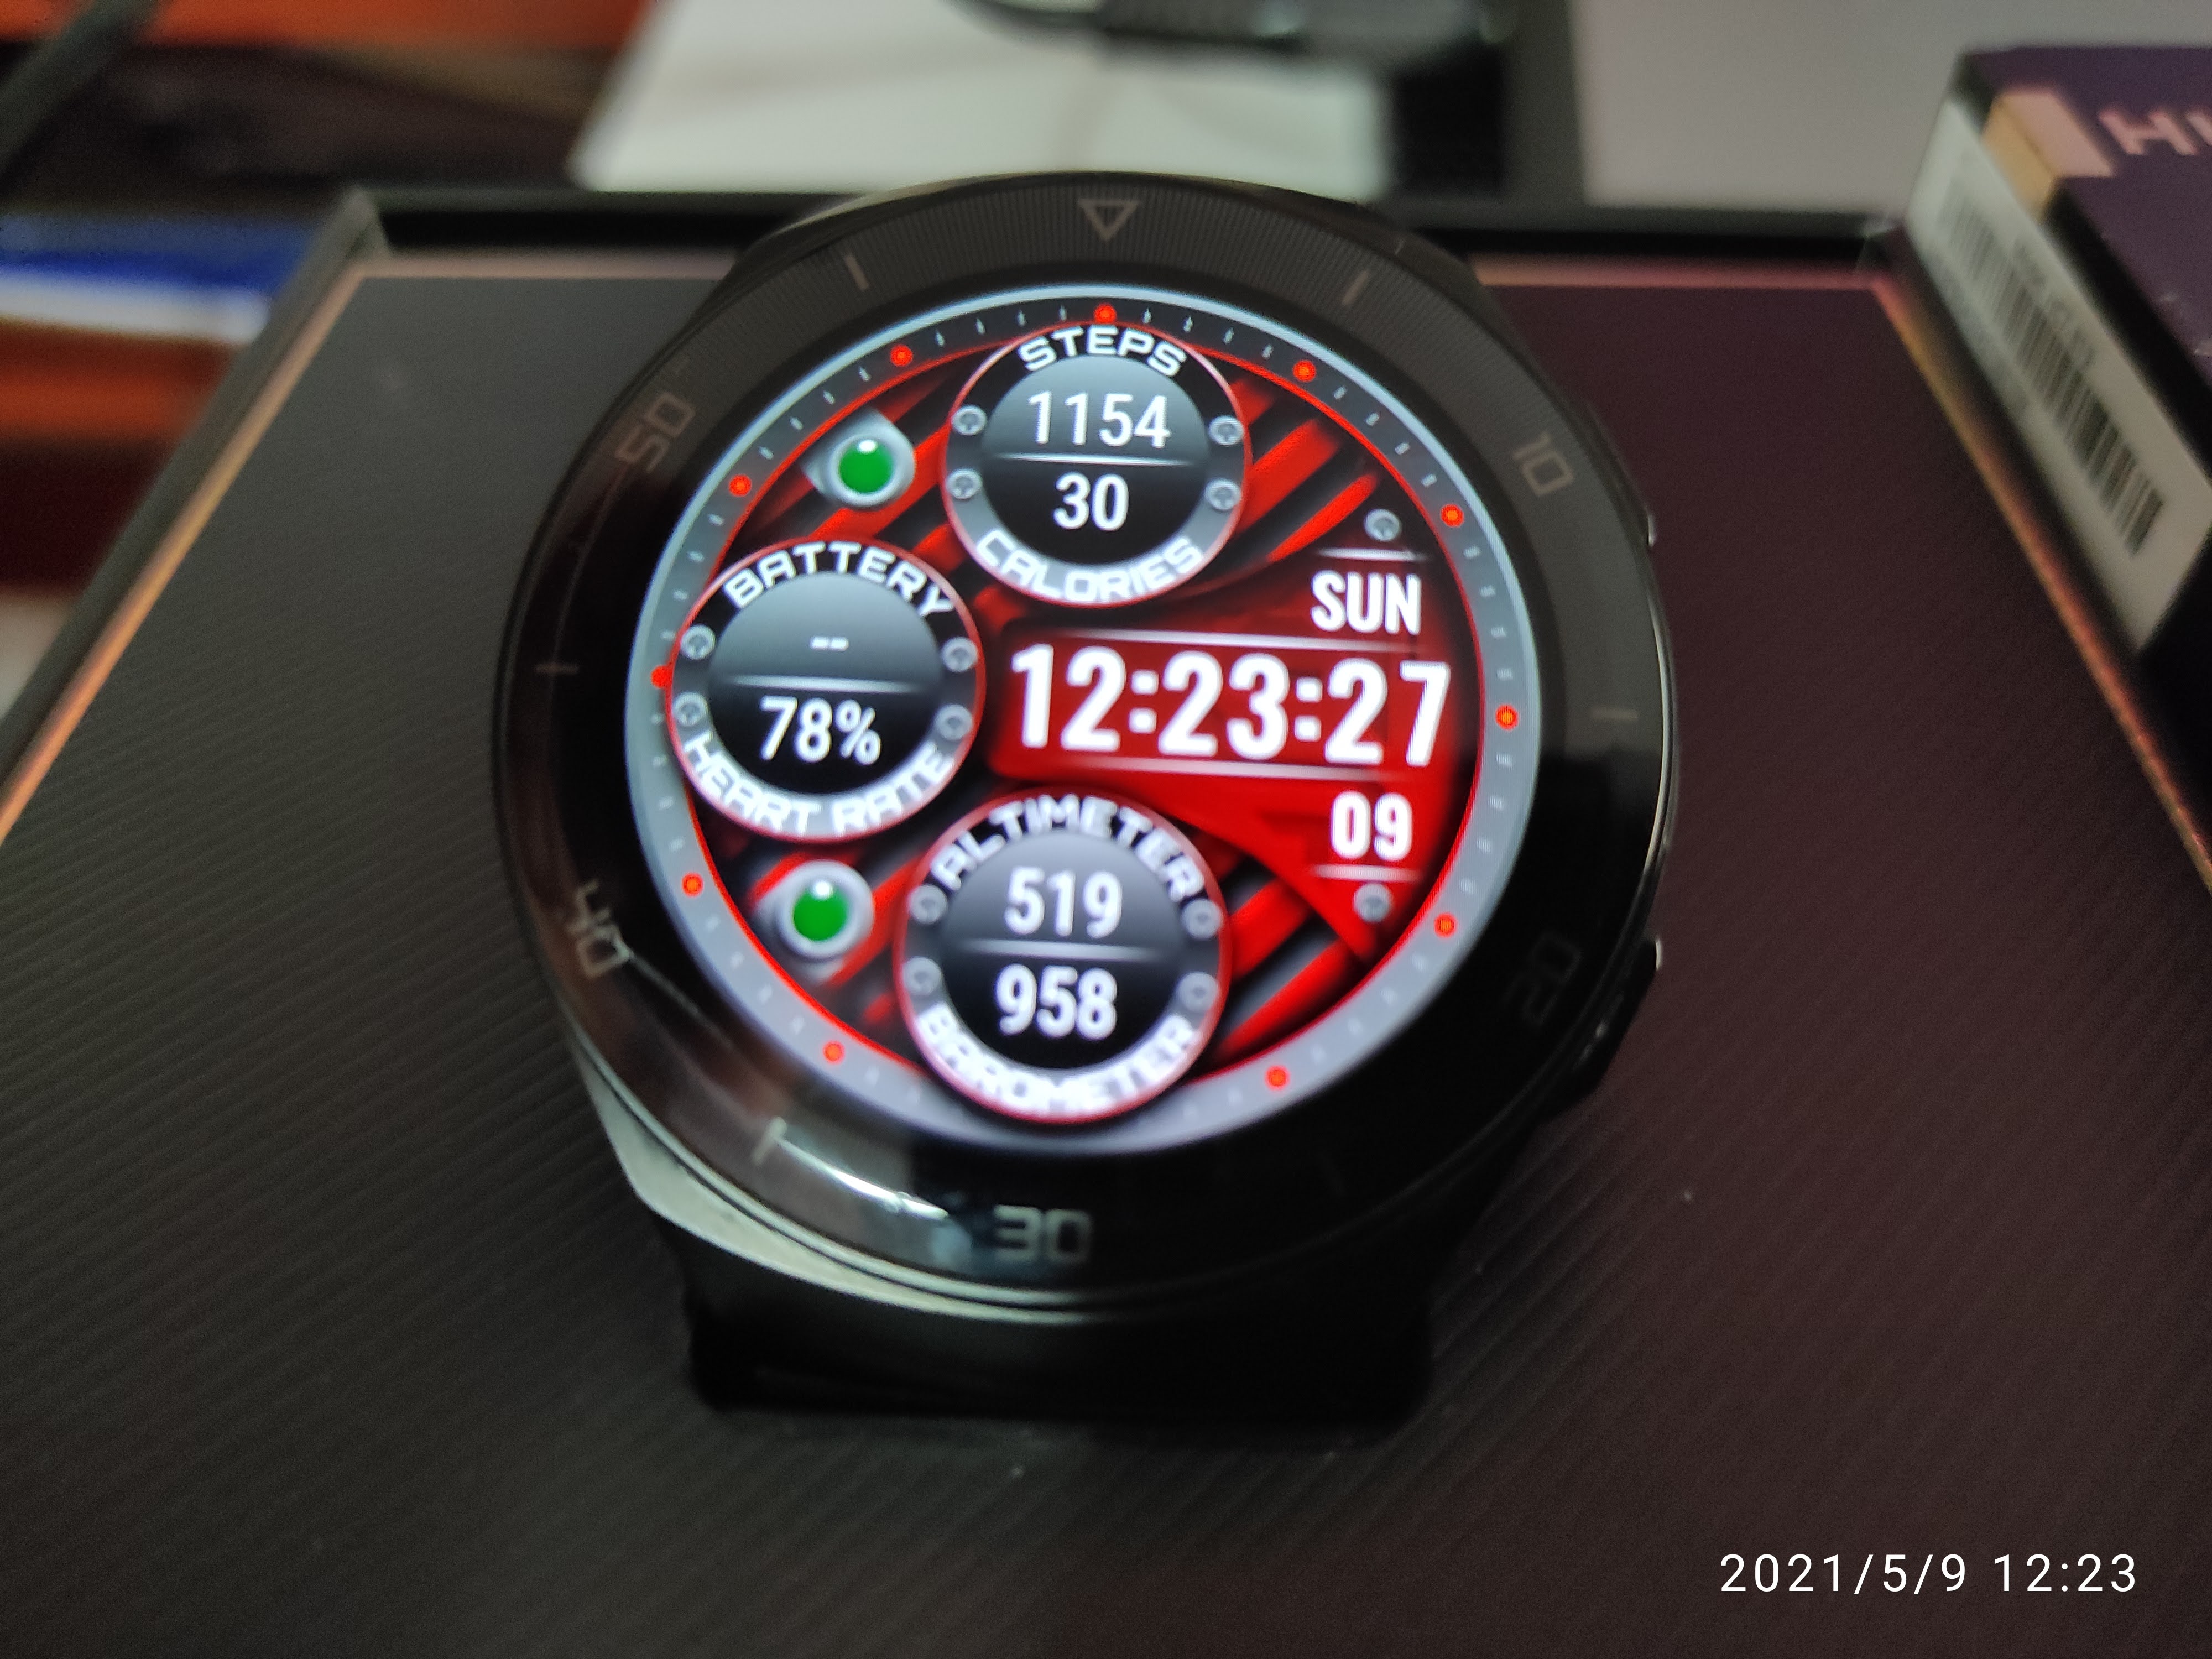 STEPS
1154
30
CALORIES
SUN
BATTERY
--
78%
HEART RATE
12:23:27
09
ALTIMETER
519
958
BAROMETER
10
20
30
40
50
2021/5/9 12:23